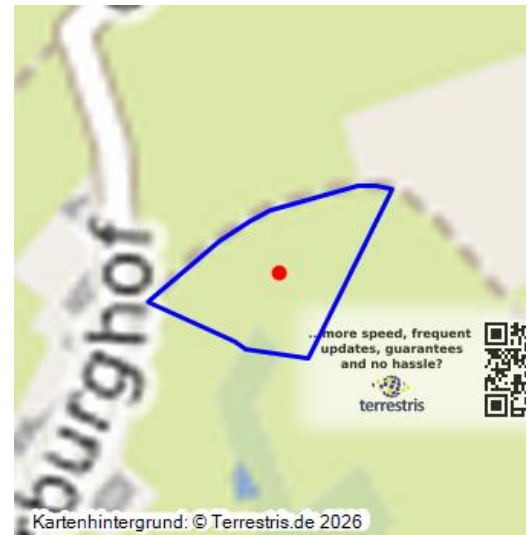 burghof
...more speed, frequent
updates, guarantees
and no hassle?
terrestris
Kartenhintergrund: © Terrestris.de 2026